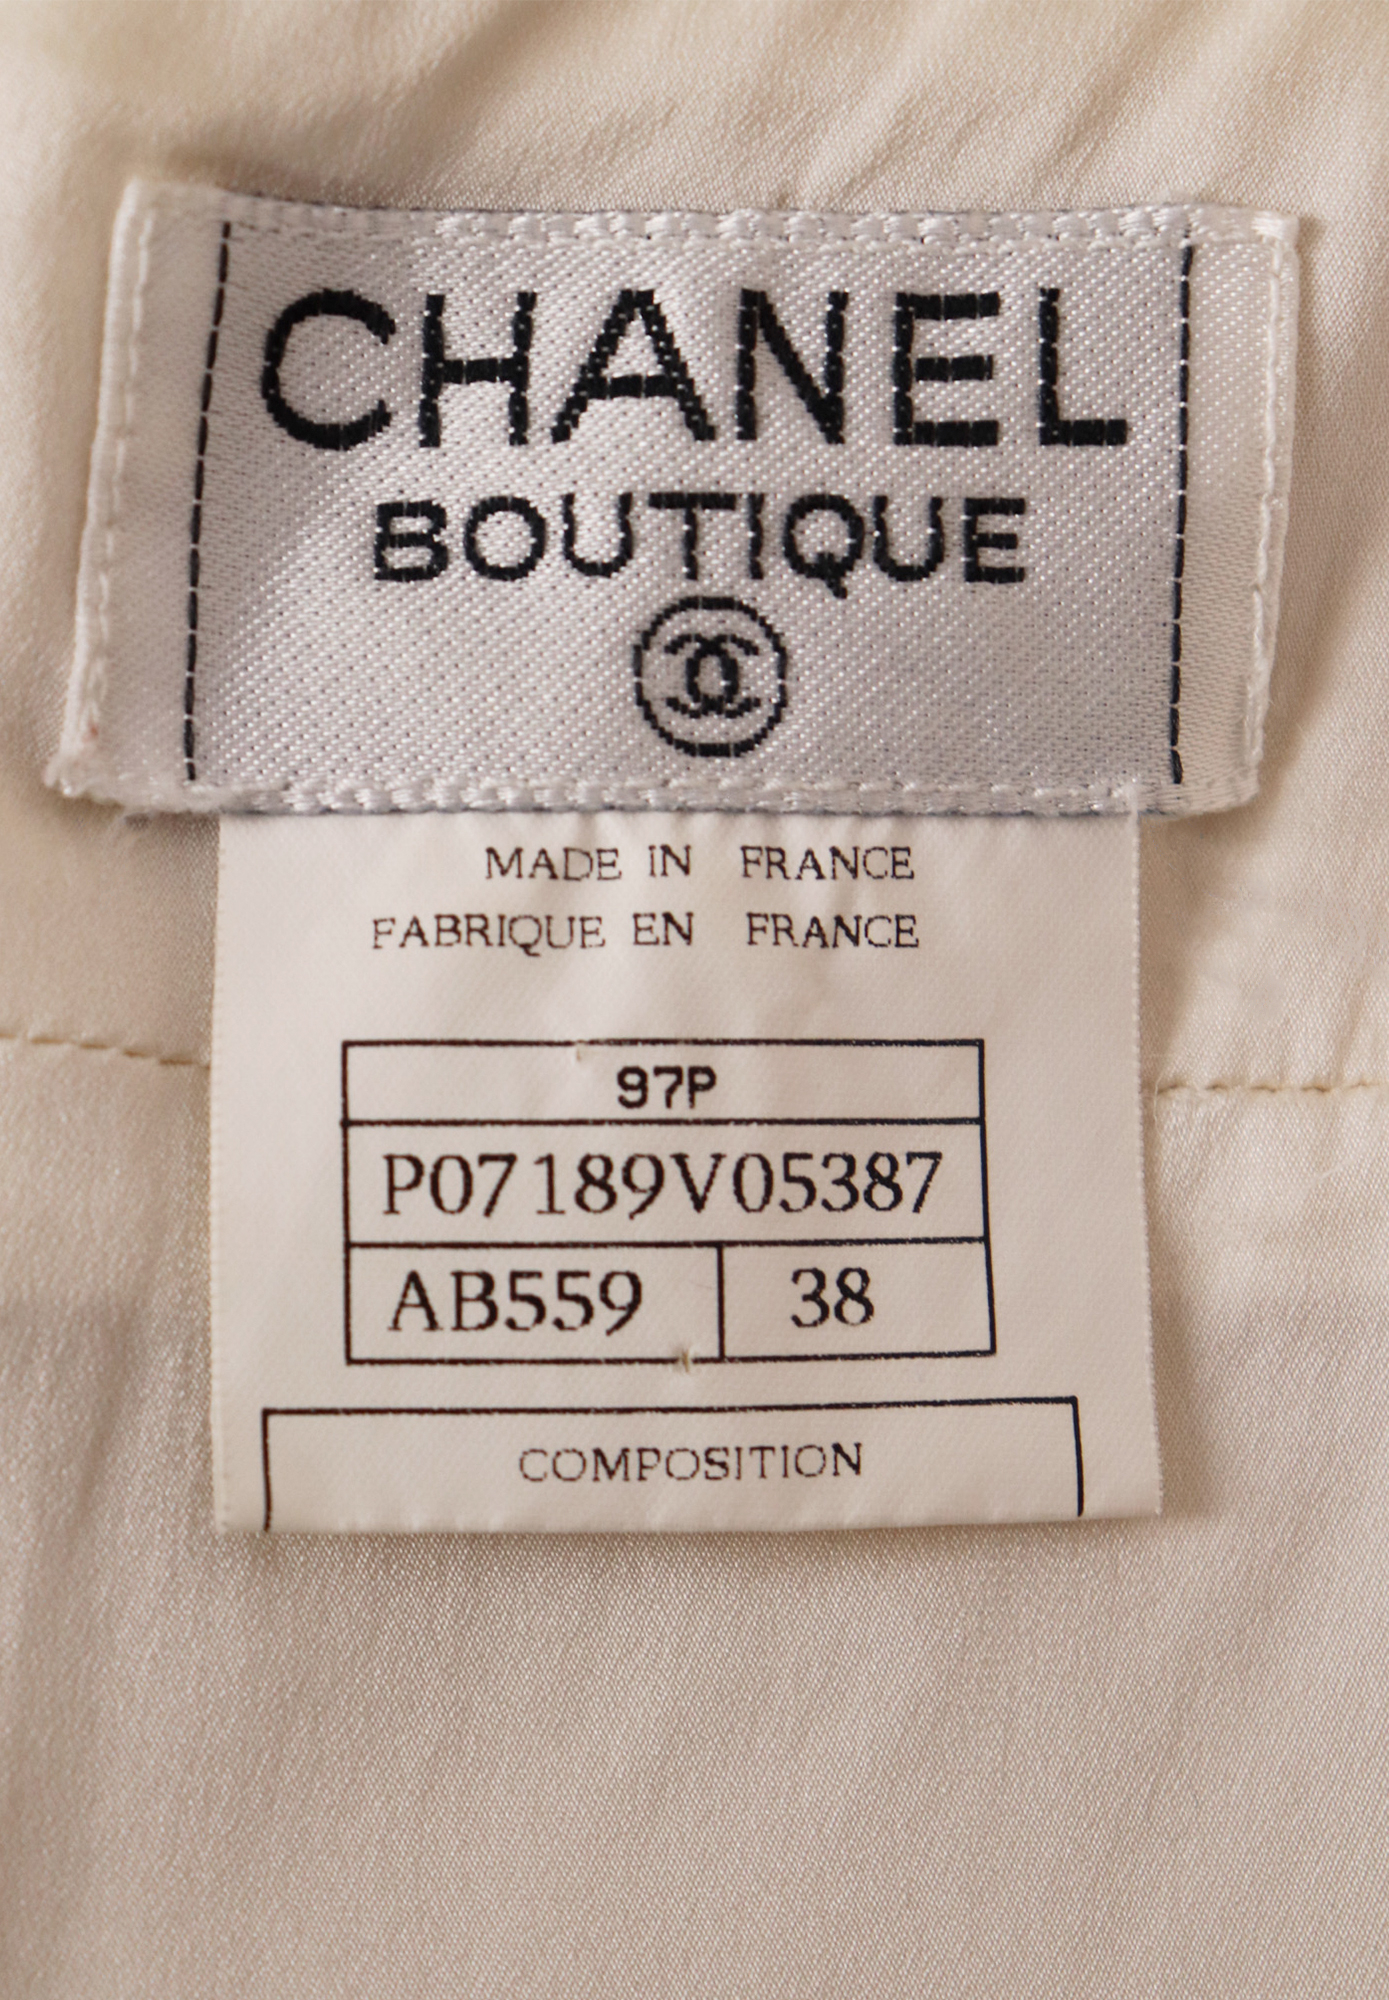 CHANEL
BOUTIQUE
MADE IN FRANCE
FABRIQUE EN FRANCE
97P
P07189V05387
AB559 38
COMPOSITION